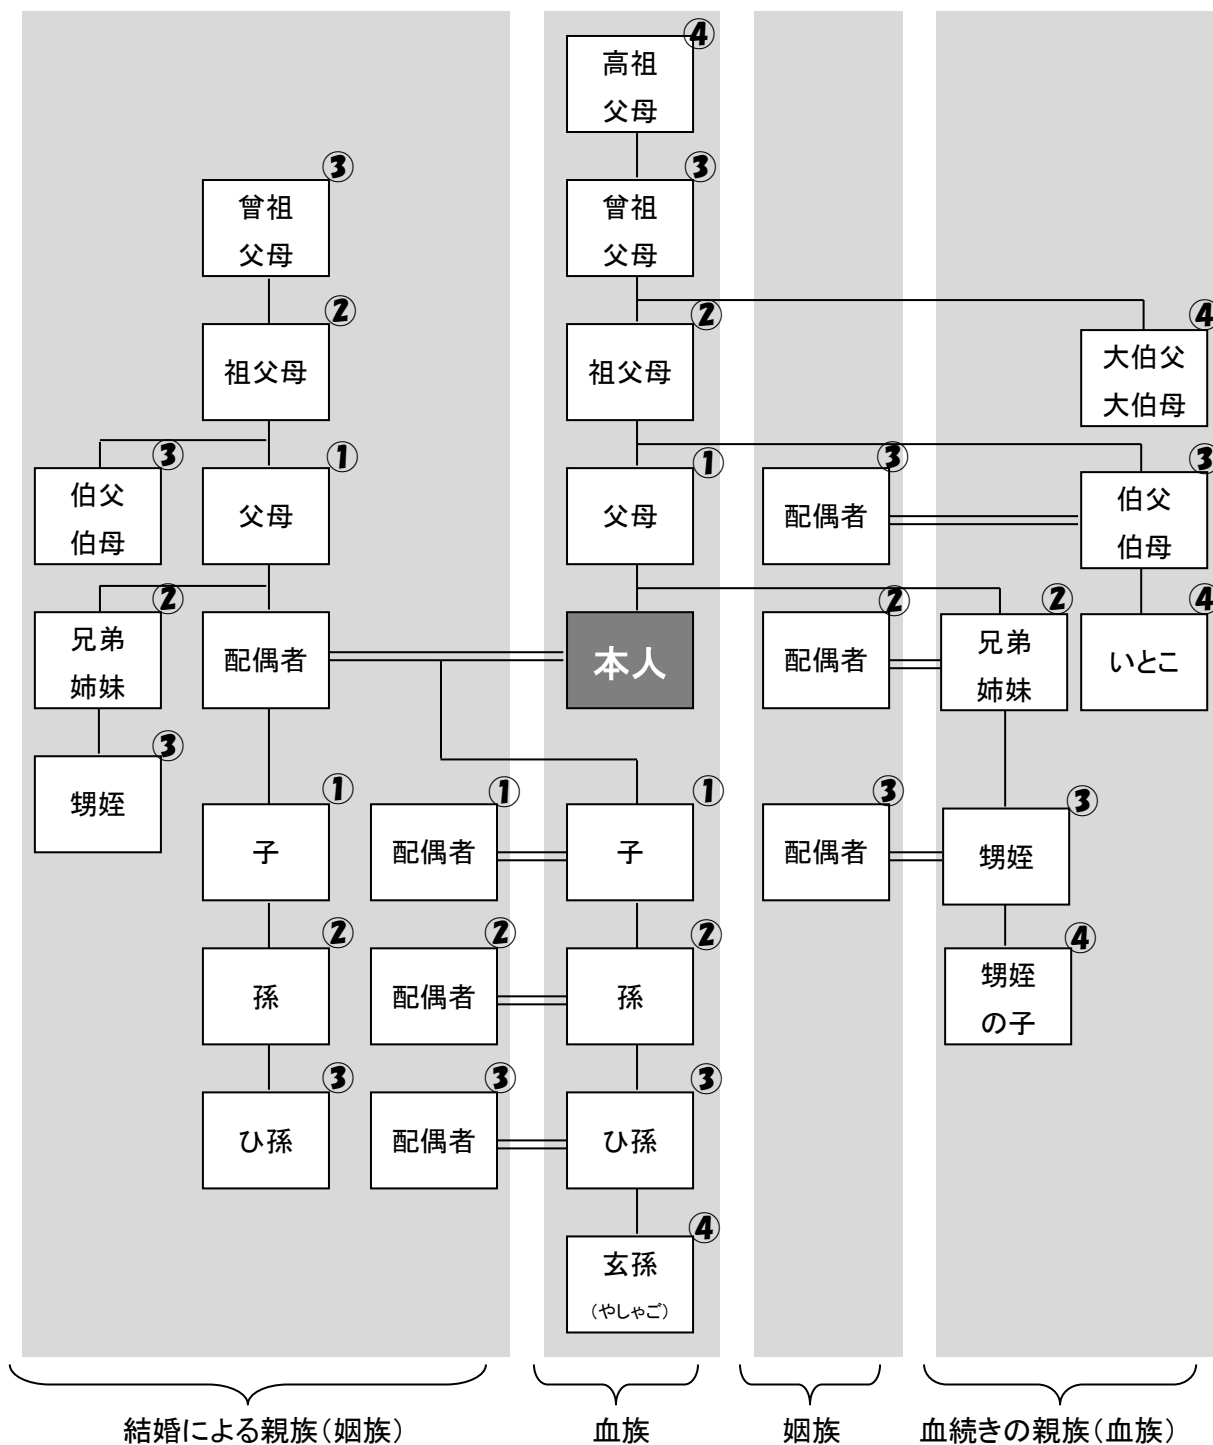 ④
高祖
父母
③
曾祖
父母
③
曾祖
父母
②
祖父母
②
祖父母
④
大伯父
大伯母
③
伯父
伯母
①
父母
①
父母
③
配偶者
③
伯父
伯母
②
兄弟
姉妹
配偶者
本人
②
配偶者
②
兄弟
姉妹
④
いとこ
③
甥姪
①
子
①
配偶者
①
子
③
配偶者
③
甥姪
②
孫
②
配偶者
②
孫
④
甥姪
の子
③
ひ孫
③
配偶者
③
ひ孫
④
玄孫
（やしゃご）
結婚による親族（姻族）
血族
姻族
血続きの親族（血族）